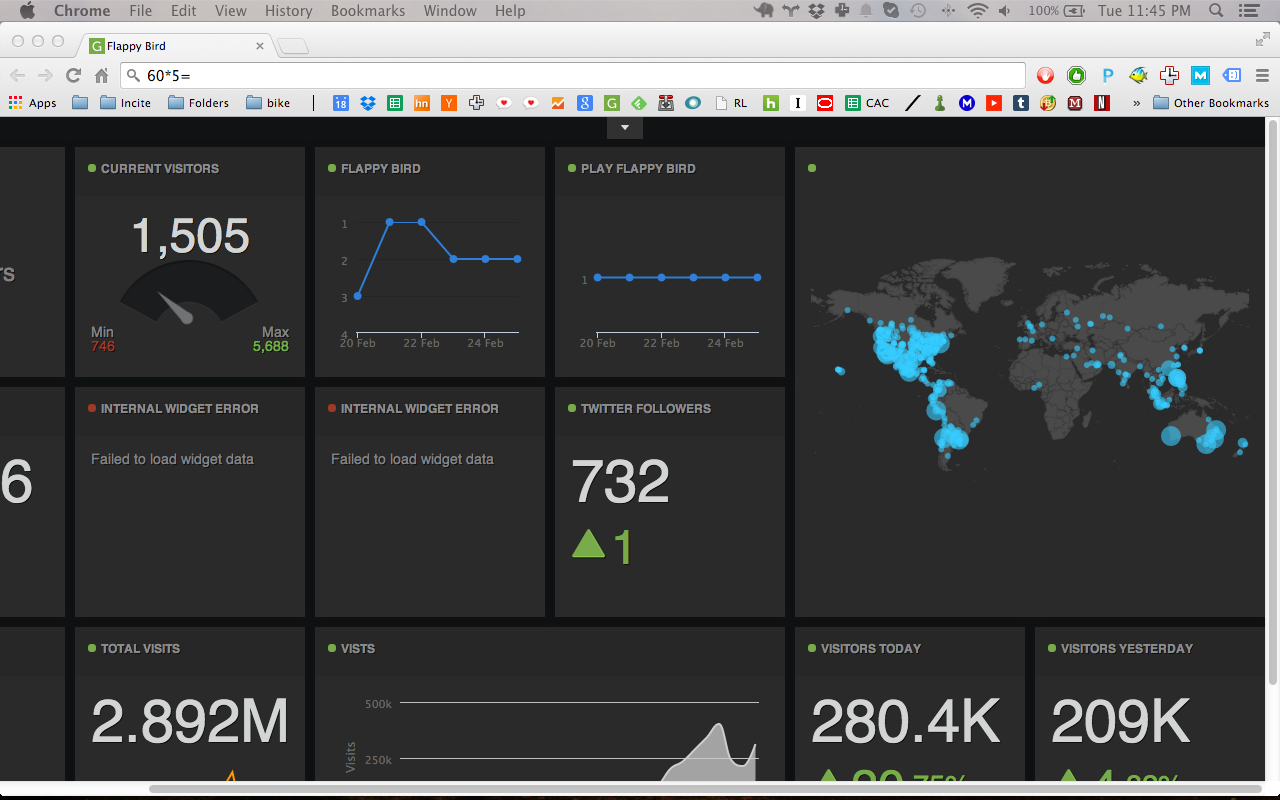 Chrome File Edit View History Bookmarks Window Help 100% Tue 11:45 PM
Flappy Bird
60*5=
Apps Incite Folders bike 18 hn Y 8 G RL h I CAC M t M N » Other Bookmarks
CURRENT VISITORS
1,505
Min Max
746 5,688
FLAPPY BIRD
1
2
3
4
20 Feb 22 Feb 24 Feb
PLAY FLAPPY BIRD
1
20 Feb 22 Feb 24 Feb
rs
6
INTERNAL WIDGET ERROR
Failed to load widget data
INTERNAL WIDGET ERROR
Failed to load widget data
TWITTER FOLLOWERS
732
1
TOTAL VISITS
2.892M
VISTS
500k
250k
Visits
VISITORS TODAY
280.4K
VISITORS YESTERDAY
209K